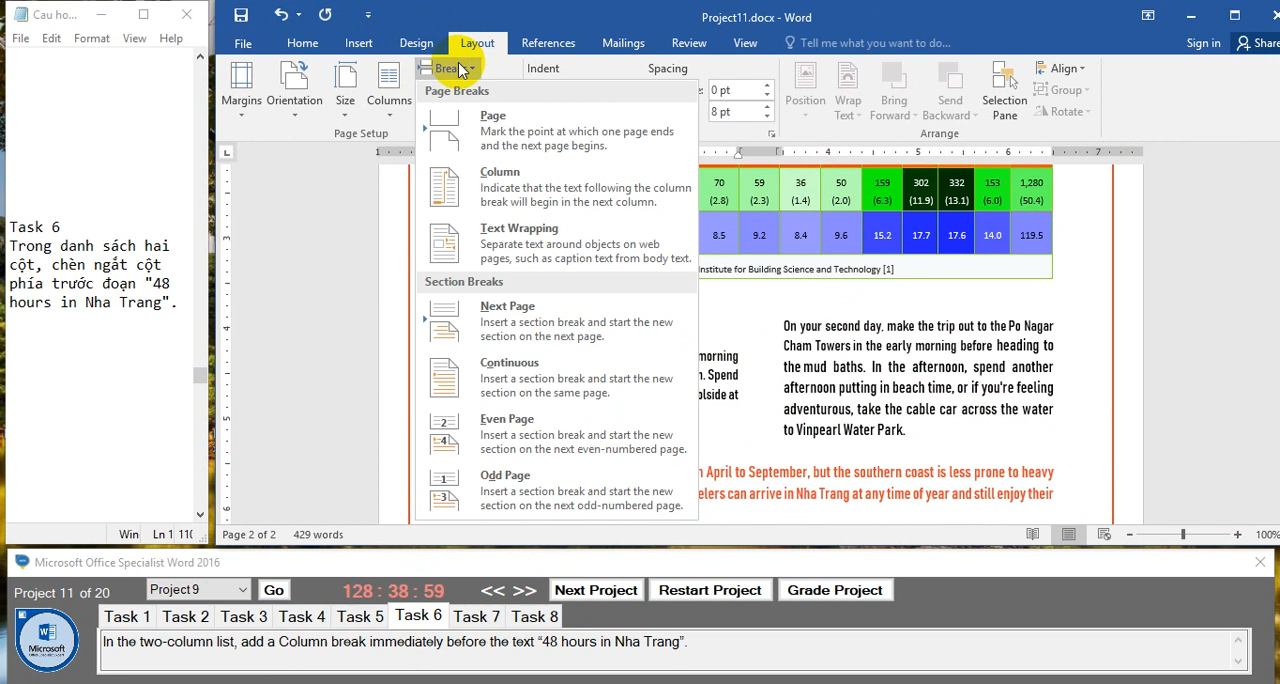 Cau ho...
File Edit Format View Help
Task 6
Trong danh sách hai
cột, chèn ngắt cột
phía trước đoạn "48
hours in Nha Trang".
Win Ln 1
Project11.docx - Word
File Home Insert Design Layout References Mailings Review View Tell me what you want to do... Sign in Share
Margins Orientation Size Columns
Page Setup
Breaks
Indent Spacing
0 pt
8 pt
Position Wrap Text Bring Forward Send Backward Selection Pane
Align
Group
Rotate
Arrange
Page Breaks
Page
Mark the point at which one page ends
and the next page begins.
Column
Indicate that the text following the column
break will begin in the next column.
Text Wrapping
Separate text around objects on web
pages, such as caption text from body text.
Section Breaks
Next Page
Insert a section break and start the new
section on the next page.
Continuous
Insert a section break and start the new
section on the same page.
Even Page
Insert a section break and start the new
section on the next even-numbered page.
Odd Page
Insert a section break and start the new
section on the next odd-numbered page.
1 4 5 6 7
70 59 36 50 159 302 332 153 1,280
(2.8) (2.3) (1.4) (2.0) (6.3) (11.9) (13.1) (6.0) (50.4)
8.5 9.2 8.4 9.6 15.2 17.7 17.6 14.0 119.5
Institute for Building Science and Technology [1]
morning
n. Spend
olside at
On your second day, make the trip out to the Po Nagar
Cham Towers in the early morning before heading to
the mud baths. In the afternoon, spend another
afternoon putting in beach time, or if you're feeling
adventurous, take the cable car across the water
to Vinpearl Water Park.
n April to September, but the southern coast is less prone to heavy
elers can arrive in Nha Trang at any time of year and still enjoy their
Page 2 of 2 429 words
100%
Microsoft Office Specialist Word 2016
Project 11 of 20 Project9 Go 128 : 38 : 59 << >> Next Project Restart Project Grade Project
Task 1 Task 2 Task 3 Task 4 Task 5 Task 6 Task 7 Task 8
Microsoft
In the two-column list, add a Column break immediately before the text “48 hours in Nha Trang”.